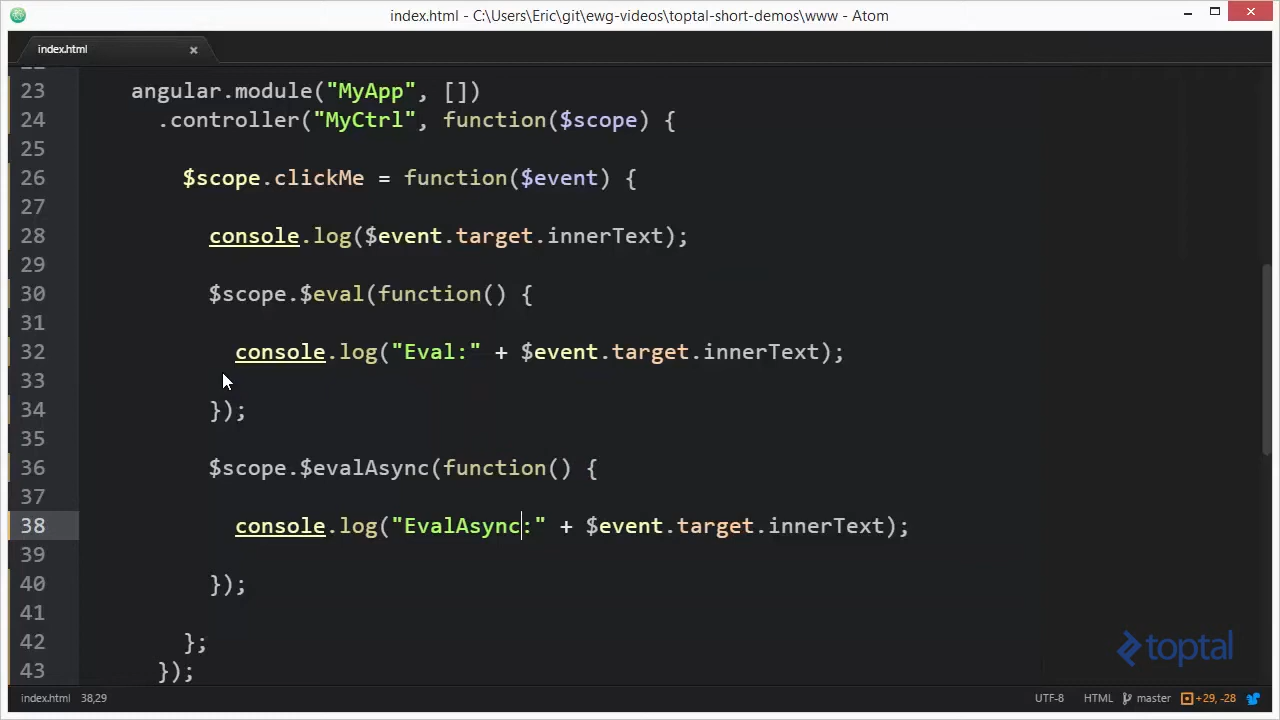 index.html - C:\Users\Eric\git\ewg-videos\toptal-short-demos\www - Atom
index.html
23 angular.module("MyApp", [])
24 .controller("MyCtrl", function($scope) {
25
26 $scope.clickMe = function($event) {
27
28 console.log($event.target.innerText);
29
30 $scope.$eval(function() {
31
32 console.log("Eval:" + $event.target.innerText);
33
34 });
35
36 $scope.$evalAsync(function() {
37
38 console.log("EvalAsync:" + $event.target.innerText);
39
40 });
41
42 };
43 });
toptal
index.html 38,29 UTF-8 HTML master +29, -28